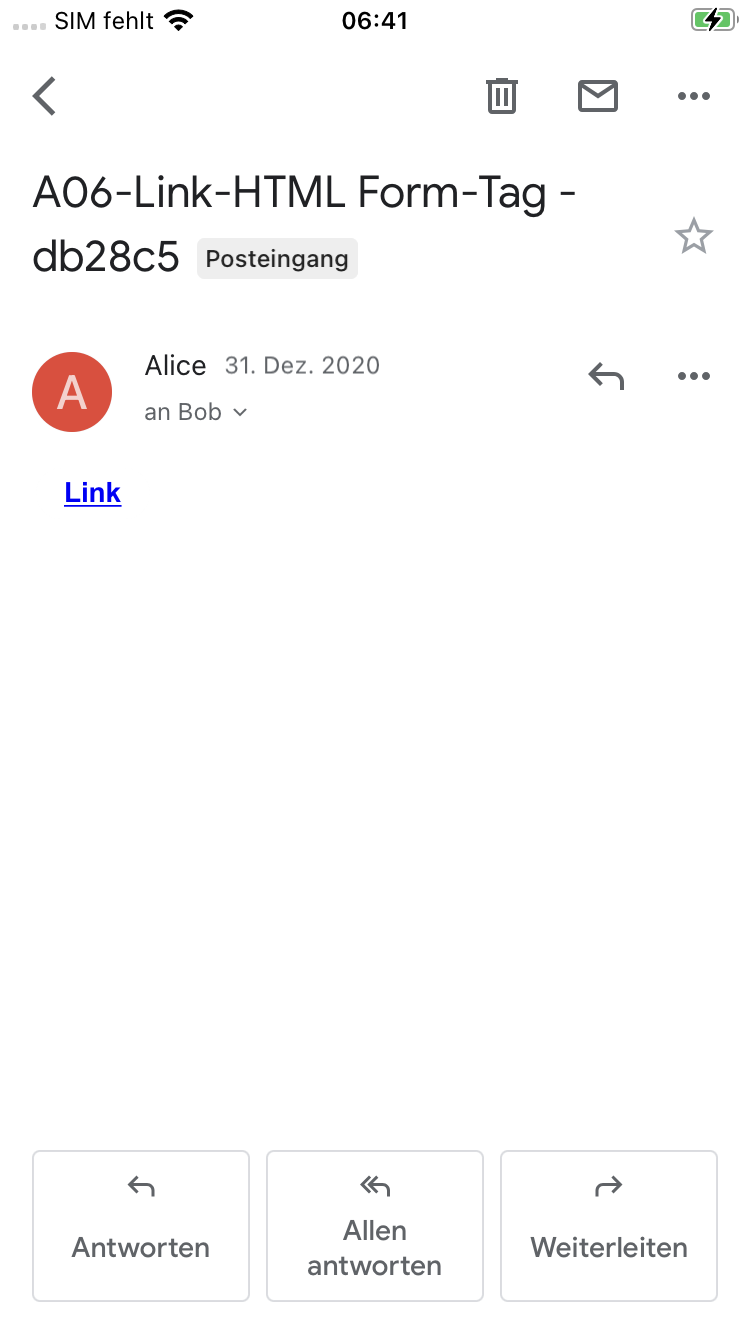 SIM fehlt 06:41
A06-Link-HTML Form-Tag -
db28c5 Posteingang
A
Alice 31. Dez. 2020
an Bob
Link
Antworten
Allen
antworten
Weiterleiten